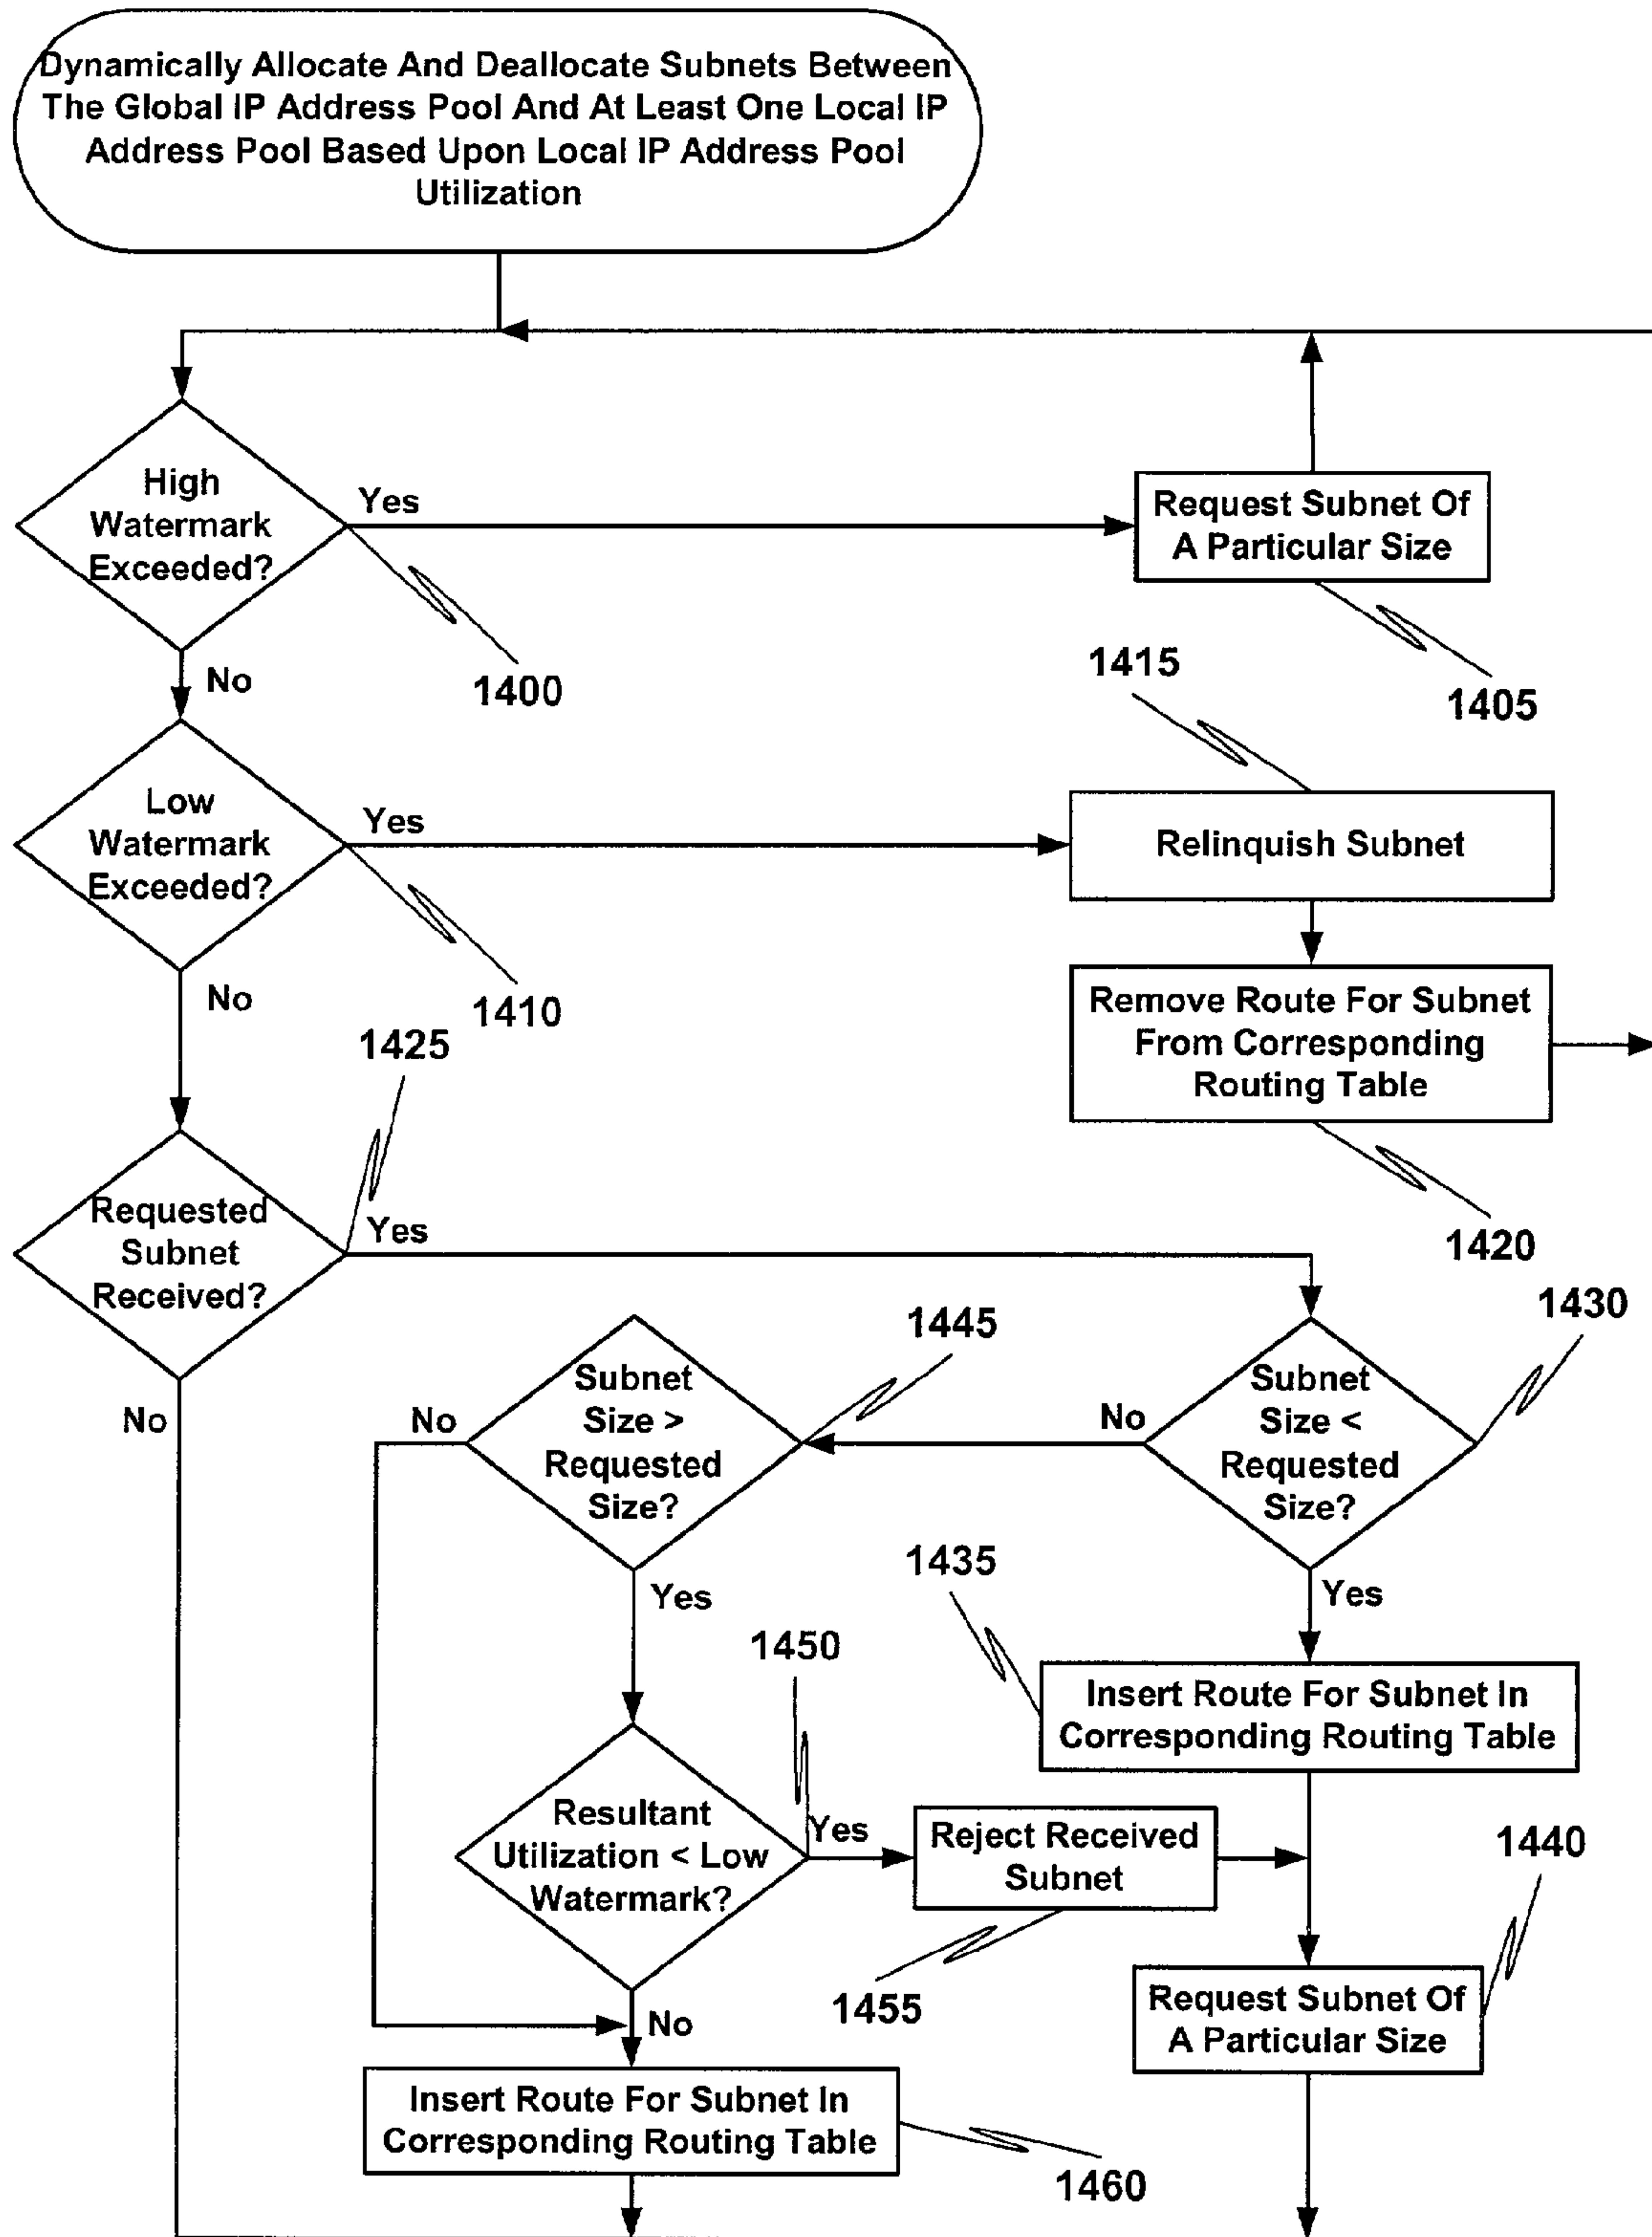 Dynamically Allocate And Deallocate Subnets Between
The Global IP Address Pool And At Least One Local IP
Address Pool Based Upon Local IP Address Pool
Utilization
High
Watermark
Exceeded?
Yes
No
1400
Request Subnet Of
A Particular Size
1405
1415
Low
Watermark
Exceeded?
Yes
No
1410
Relinquish Subnet
Remove Route For Subnet
From Corresponding
Routing Table
1420
1425
Requested
Subnet
Received?
Yes
No
1430
Subnet
Size <
Requested
Size?
No
Yes
1445
Subnet
Size >
Requested
Size?
No
Yes
1435
Insert Route For Subnet In
Corresponding Routing Table
1450
Resultant
Utilization < Low
Watermark?
Yes
No
Reject Received
Subnet
1455
1440
Request Subnet Of
A Particular Size
Insert Route For Subnet In
Corresponding Routing Table
1460